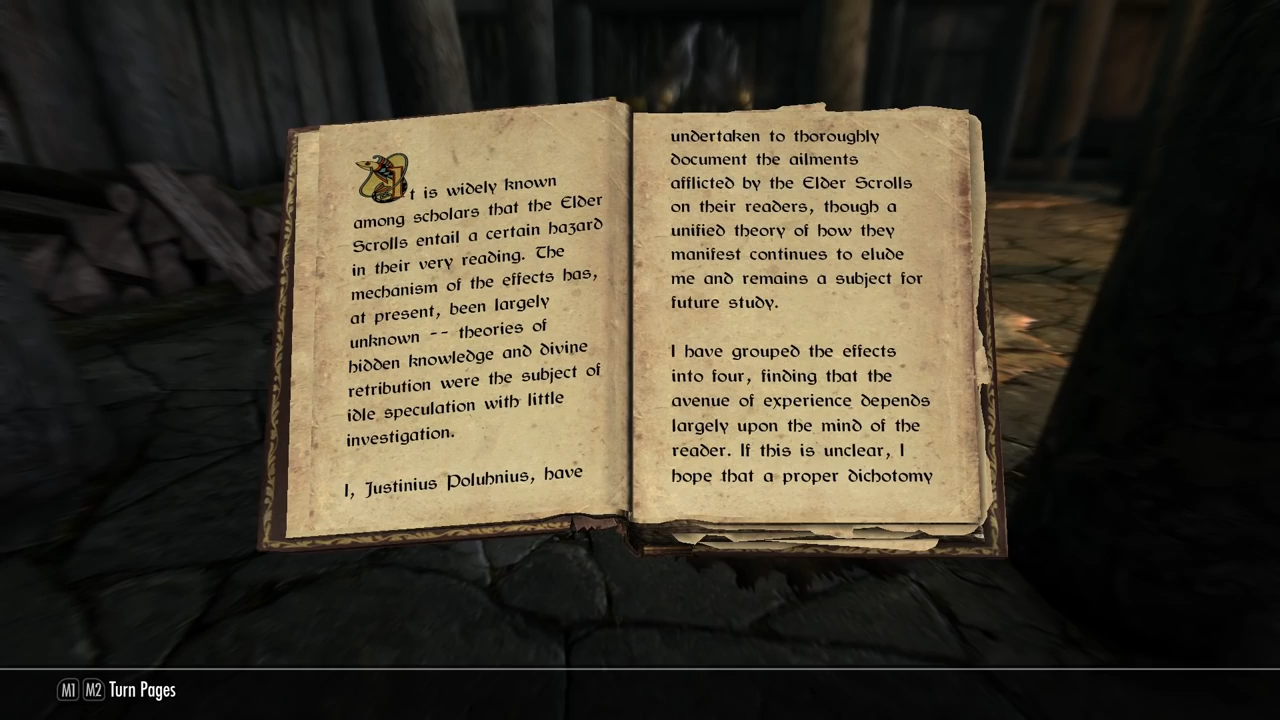 It is widely known
among scholars that the Elder
Scrolls entail a certain hazard
in their very reading. The
mechanism of the effects has,
at present, been largely
unknown -- theories of
hidden knowledge and divine
retribution were the subject of
idle speculation with little
investigation.
I, Justinius Poluhnius, have
undertaken to thoroughly
document the ailments
afflicted by the Elder Scrolls
on their readers, though a
unified theory of how they
manifest continues to elude
me and remains a subject for
future study.
I have grouped the effects
into four, finding that the
avenue of experience depends
largely upon the mind of the
reader. If this is unclear, I
hope that a proper dichotomy
M1 M2 Turn Pages